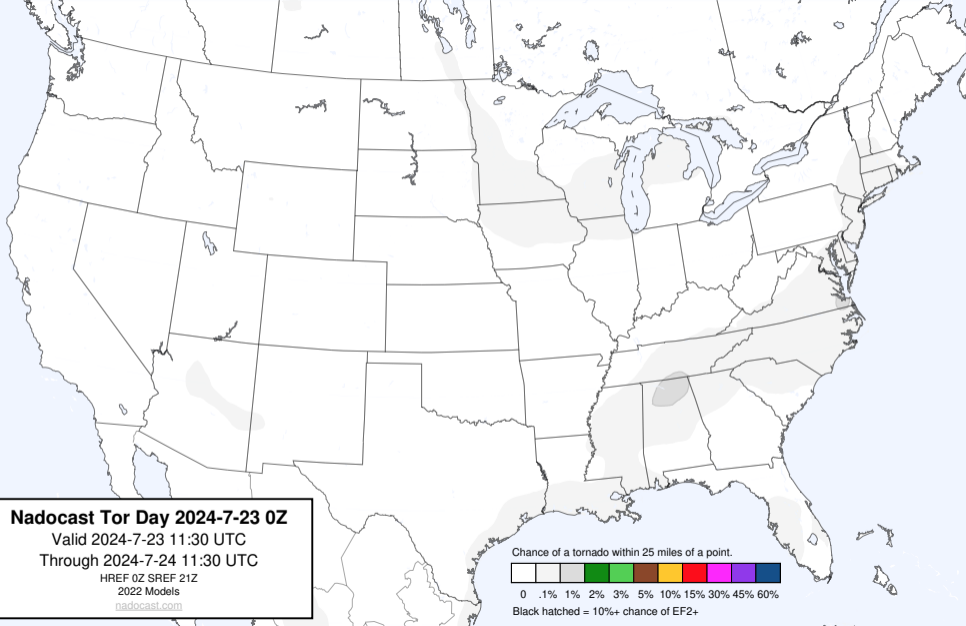 Nadocast Tor Day 2024-7-23 0Z
Valid 2024-7-23 11:30 UTC
Through 2024-7-24 11:30 UTC
HREF 0Z SREF 21Z
2022 Models
nadocast.com
Chance of a tornado within 25 miles of a point.
0 .1% 1% 2% 3% 5% 10% 15% 30% 45% 60%
Black hatched = 10%+ chance of EF2+